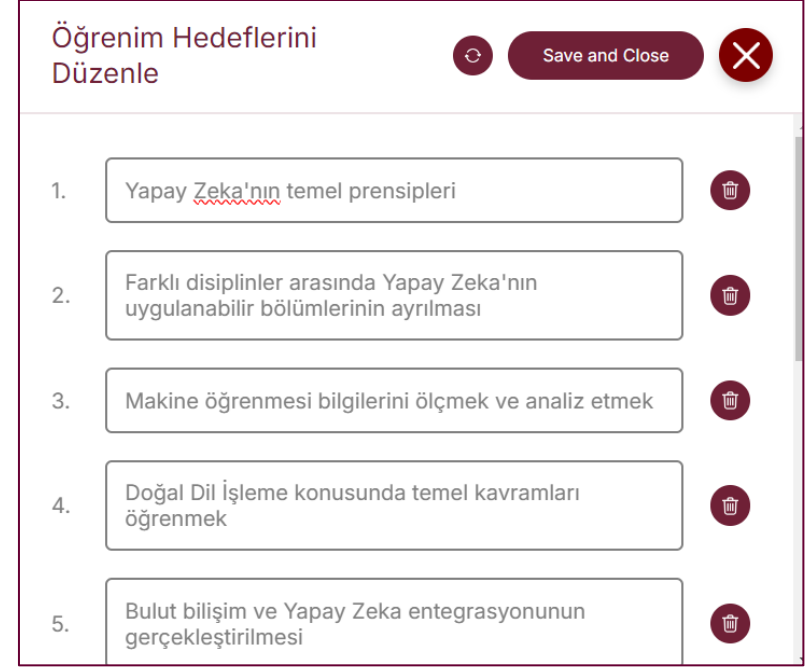 Öğrenim Hedeflerini
Düzenle
Save and Close
1.
Yapay Zeka'nın temel prensipleri
2.
Farklı disiplinler arasında Yapay Zeka'nın
uygulanabilir bölümlerinin ayrılması
3.
Makine öğrenmesi bilgilerini ölçmek ve analiz etmek
4.
Doğal Dil İşleme konusunda temel kavramları
öğrenmek
5.
Bulut bilişim ve Yapay Zeka entegrasyonunun
gerçekleştirilmesi